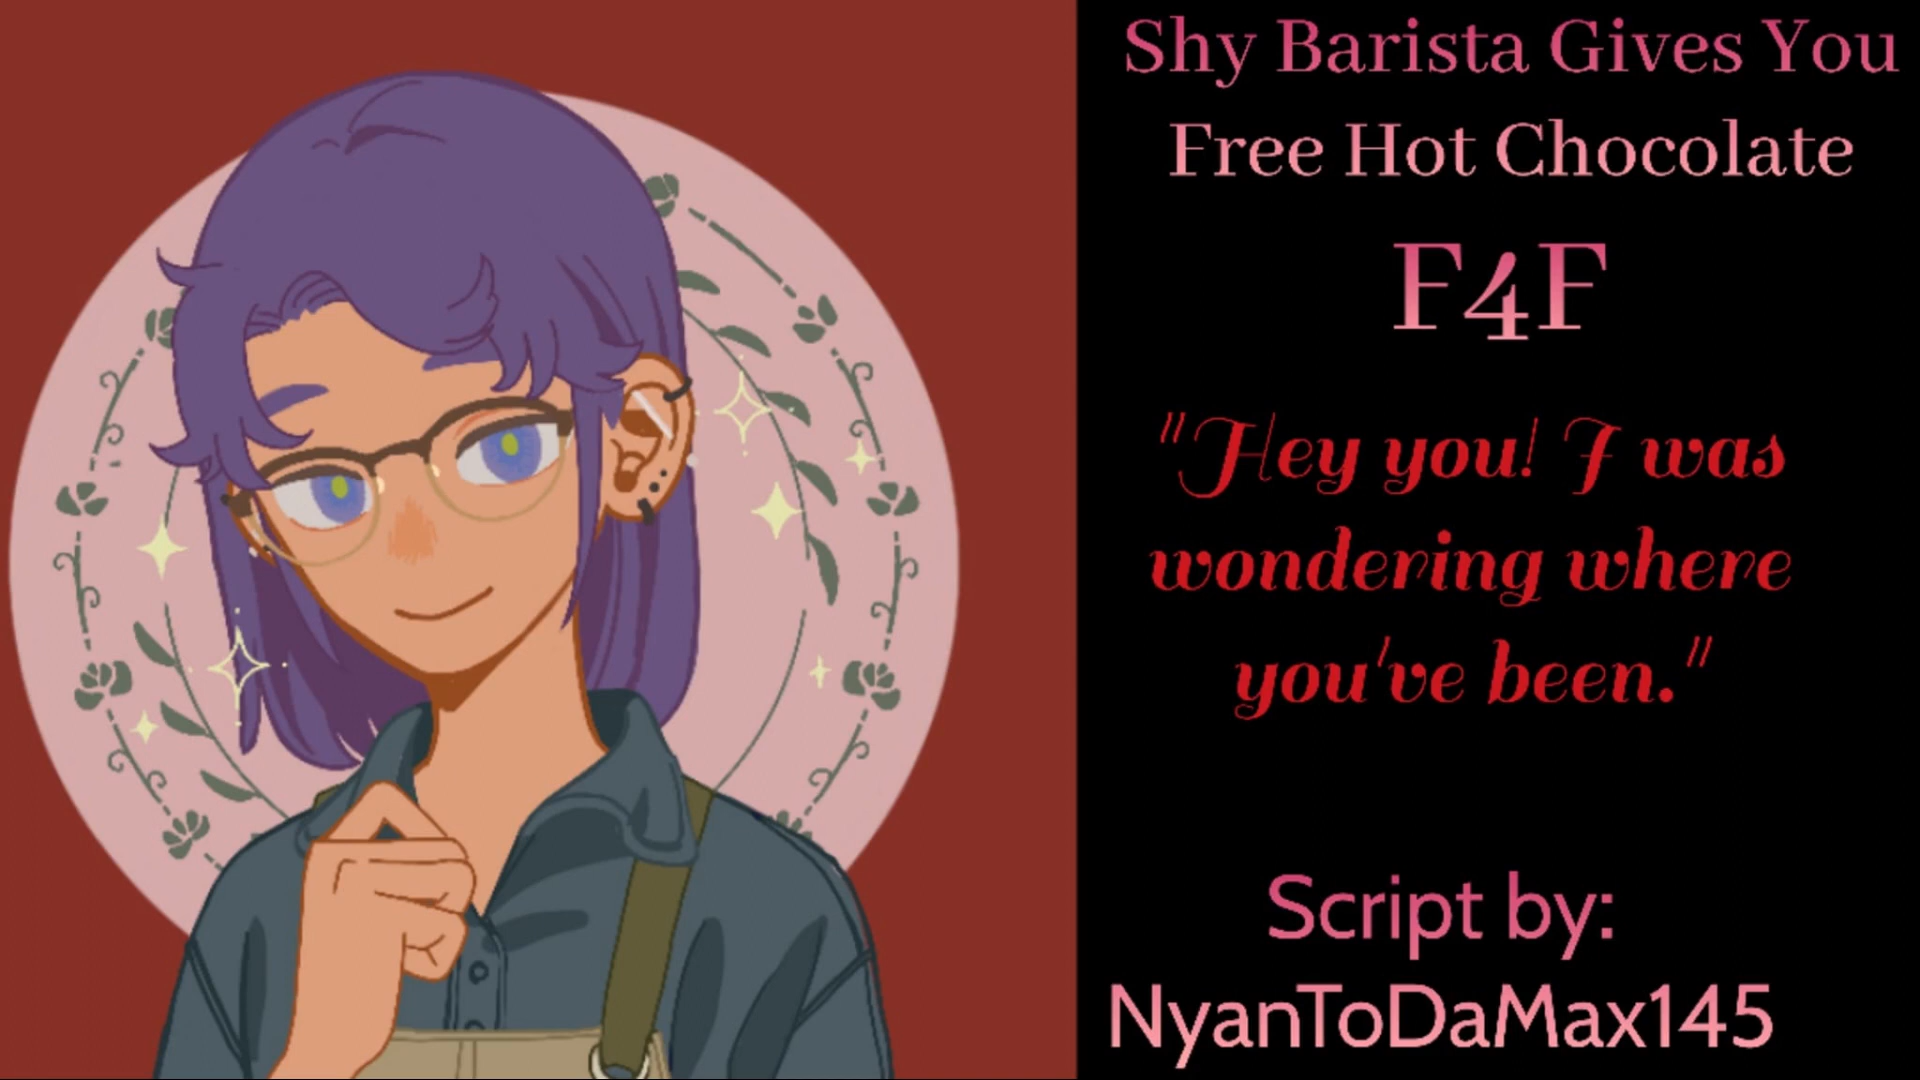 Shy Barista Gives You
Free Hot Chocolate
F4F
"Hey you! I was
wondering where
you've been."
Script by:
NyanToDaMax145